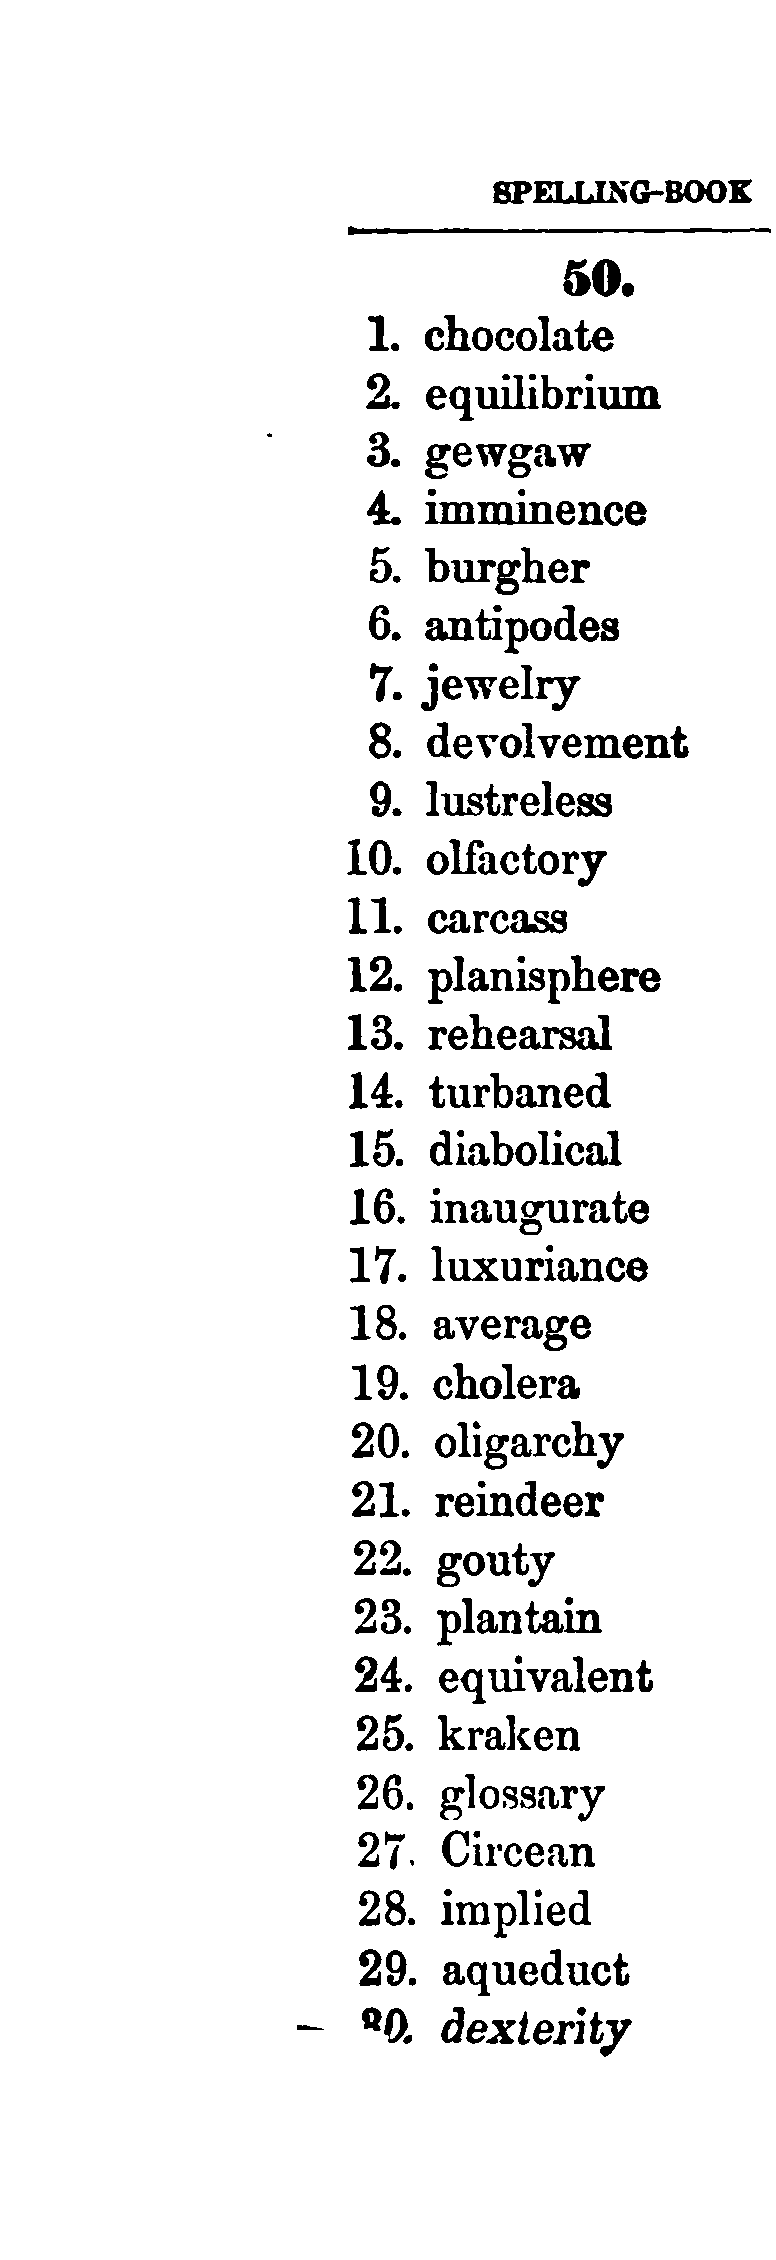 SPELLING-BOOK
50.
1. chocolate
2. equilibrium
3. gewgaw
4. imminence
5. burgher
6. antipodes
7. jewelry
8. devolvement
9. lustreless
10. olfactory
11. carcass
12. planisphere
13. rehearsal
14. turbaned
15. diabolical
16. inaugurate
17. luxuriance
18. average
19. cholera
20. oligarchy
21. reindeer
22. gouty
23. plantain
24. equivalent
25. kraken
26. glossary
27. Circean
28. implied
29. aqueduct
30. dexterity